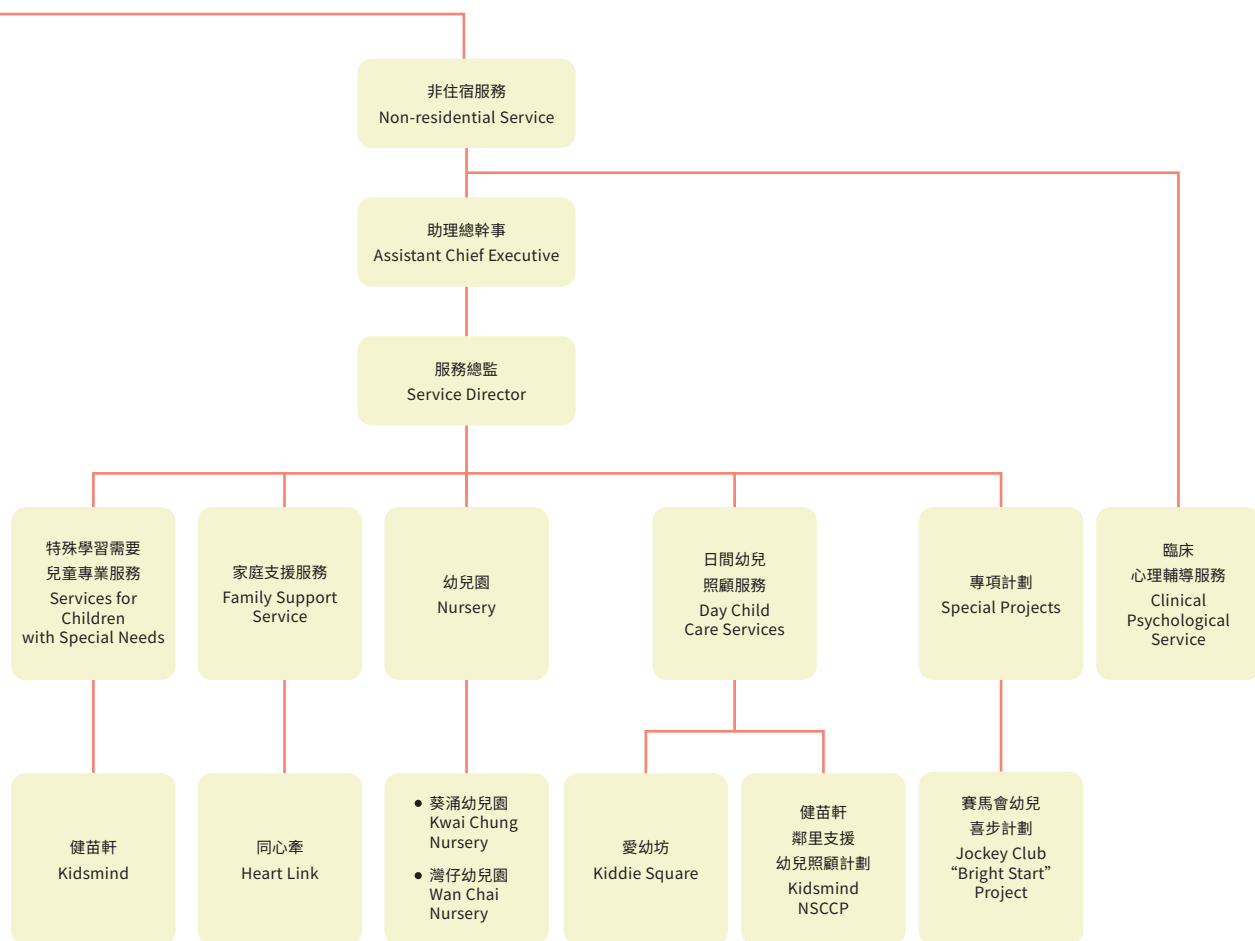 非住宿服務
Non-residential Service
助理總幹事
Assistant Chief Executive
服務總監
Service Director
特殊學習需要
兒童專業服務
Services for
Children
with Special Needs
家庭支援服務
Family Support
Service
幼兒園
Nursery
日間幼兒
照顧服務
Day Child
Care Services
專項計劃
Special Projects
臨床
心理輔導服務
Clinical
Psychological
Service
健苗軒
Kidsmind
同心牽
Heart Link
● 葵涌幼兒園
Kwai Chung
Nursery
● 灣仔幼兒園
Wan Chai
Nursery
愛幼坊
Kiddie Square
健苗軒
鄰里支援
幼兒照顧計劃
Kidsmind
NSCCP
賽馬會幼兒
喜步計劃
Jockey Club
“Bright Start”
Project